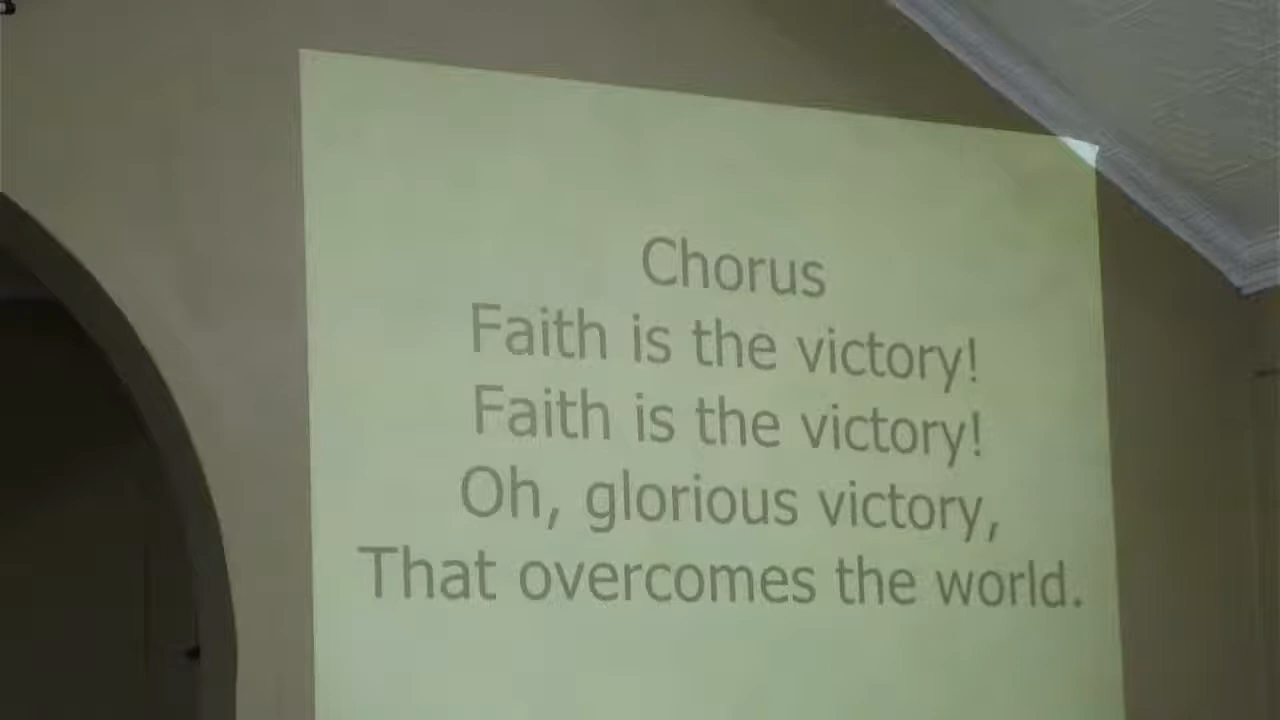 Chorus
Faith is the victory!
Faith is the victory!
Oh, glorious victory,
That overcomes the world.